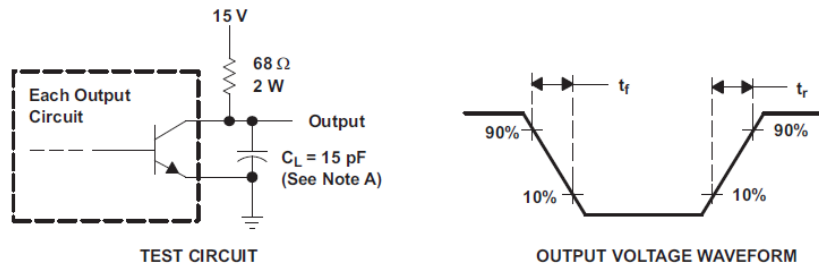 15 V
68 Ω
2 W
Each Output
Circuit
Output
C_L = 15 pF
(See Note A)
TEST CIRCUIT
t_f
t_r
90%
90%
10%
10%
OUTPUT VOLTAGE WAVEFORM